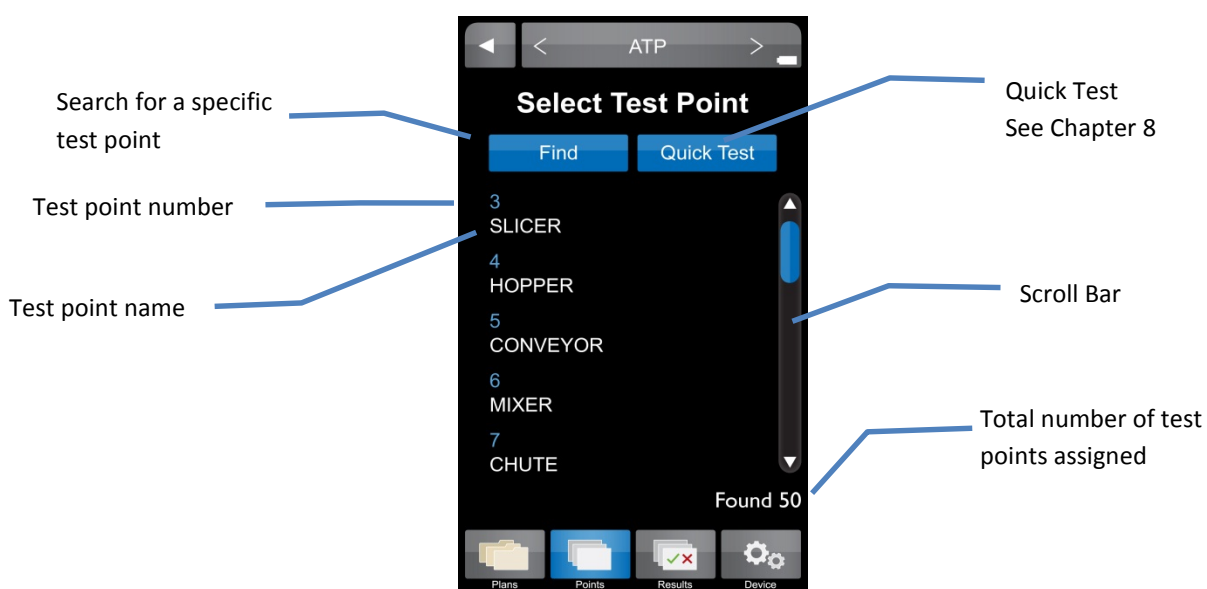 < ATP >
Select Test Point
Find Quick Test
3
SLICER
4
HOPPER
5
CONVEYOR
6
MIXER
7
CHUTE
Found 50
Plans Points Results Device
Search for a specific
test point
Test point number
Test point name
Quick Test
See Chapter 8
Scroll Bar
Total number of test
points assigned